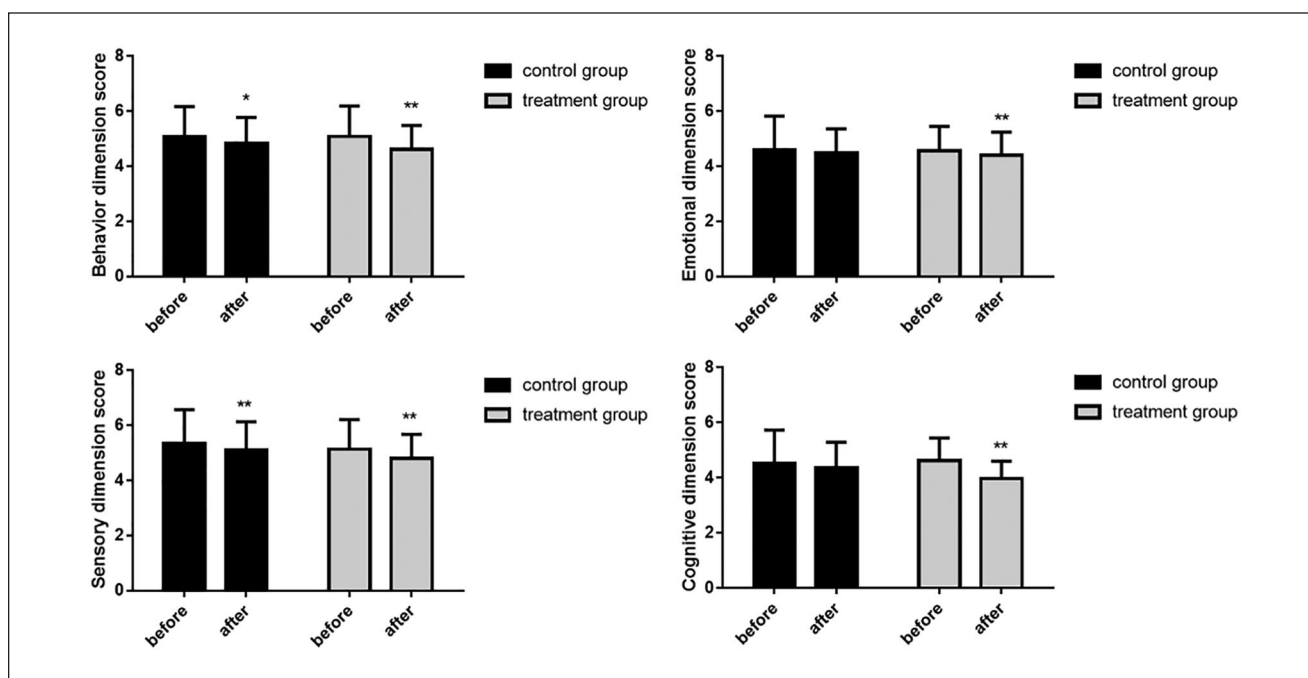 Behavior dimension score
8
6
4
2
0
*
**
before
after
before
after
control group
treatment group
Emotional dimension score
8
6
4
2
0
**
before
after
before
after
control group
treatment group
Sensory dimension score
8
6
4
2
0
**
**
before
after
before
after
control group
treatment group
Cognitive dimension score
8
6
4
2
0
**
before
after
before
after
control group
treatment group